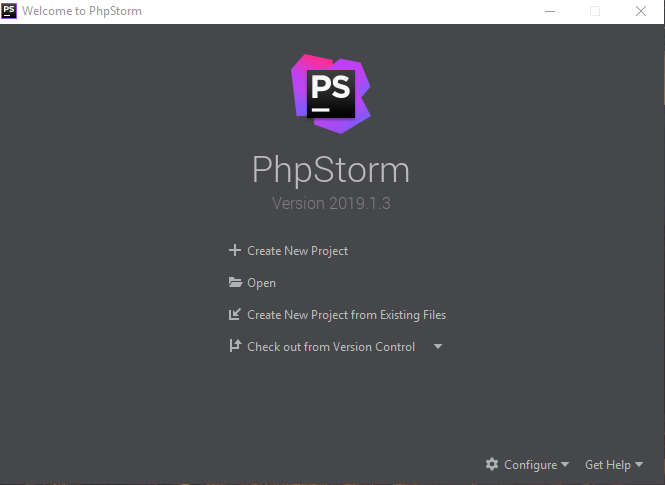 PS
Welcome to PhpStorm
PS
PhpStorm
Version 2019.1.3
Create New Project
Open
Create New Project from Existing Files
Check out from Version Control
Configure
Get Help